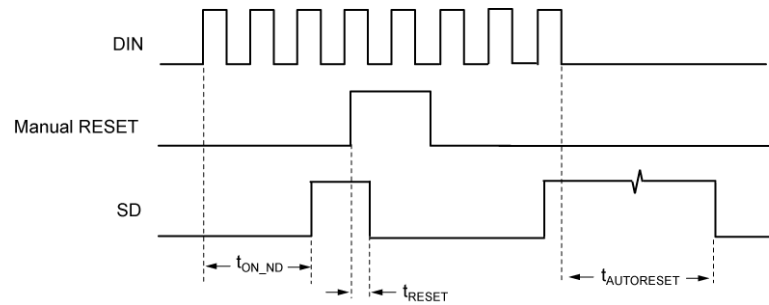 DIN
Manual RESET
SD
tON_ND
tRESET
tAUTORESET